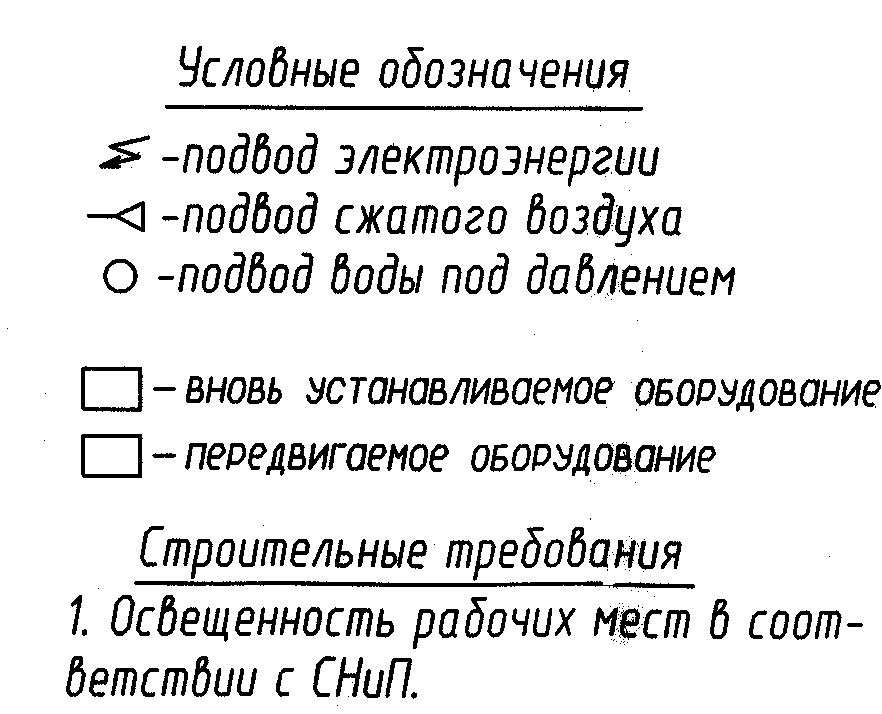 Условные обозначения
-подвод электроэнергии
-подвод сжатого воздуха
-подвод воды под давлением
- вновь устанавливаемое оборудование
- передвигаемое оборудование
Строительные требования
1. Освещенность рабочих мест в соот-
ветствии с СНиП.